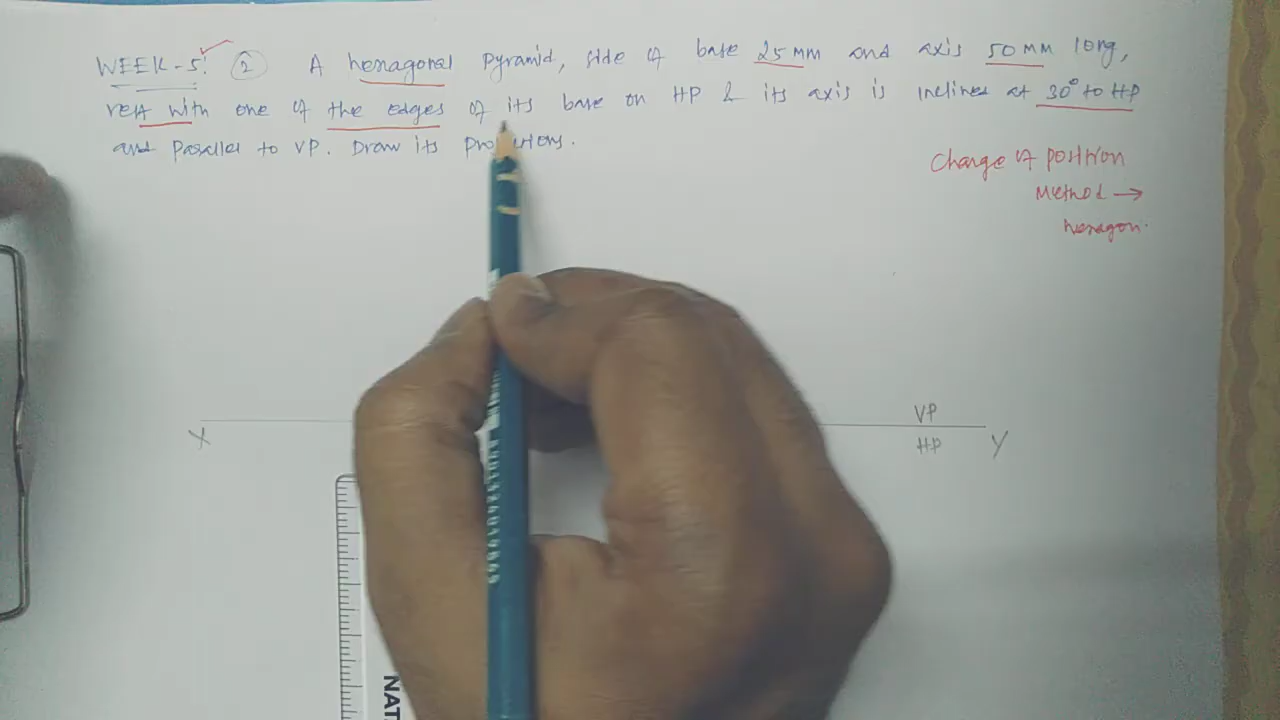 WEEK-5: 2 A hexagonal Pyramid, side of base 25 MM and axis 50 MM long,
rest with one of the edges of its base on HP & its axis is inclined at 30° to HP
and Parallel to VP. Draw its
Change of position
Method →
hexagon.
VP
X HP Y
NAT